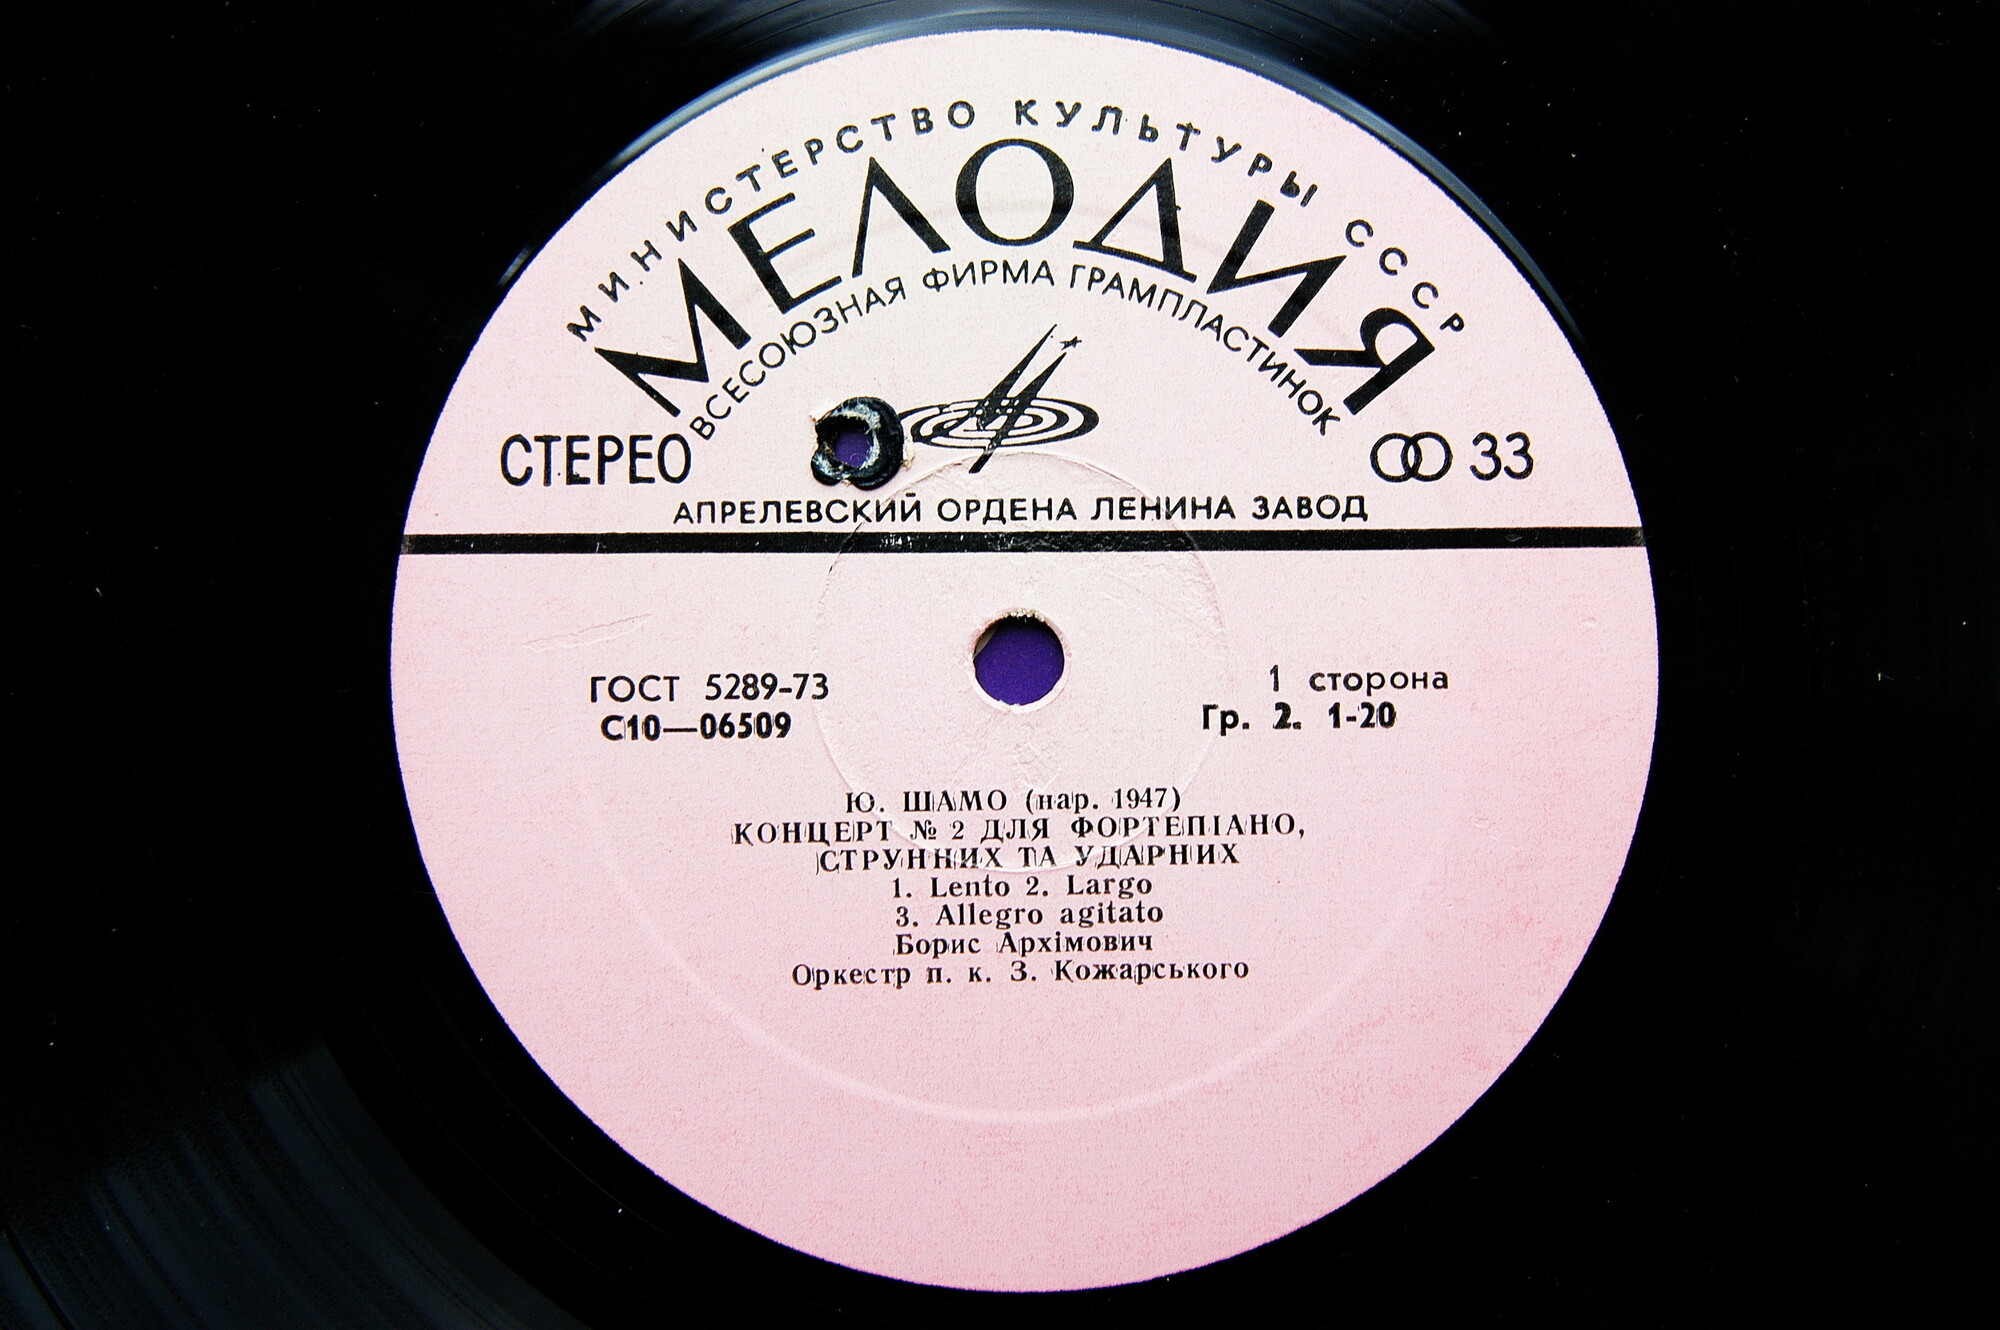 МИНИСТЕРСТВО КУЛЬТУРЫ СССР
МЕЛОДИЯ
ВСЕСОЮЗНАЯ ФИРМА ГРАМПЛАСТИНОК
СТЕРЕО
33
АПРЕЛЕВСКИЙ ОРДЕНА ЛЕНИНА ЗАВОД
ГОСТ 5289-73
С10—06509
1 сторона
Гр. 2. 1-20
Ю. ШАМО (нар. 1947)
КОНЦЕРТ № 2 ДЛЯ ФОРТЕПІАНО,
СТРУННИХ ТА УДАРНИХ
1. Lento 2. Largo
3. Allegro agitato
Борис Архімович
Оркестр п. к. З. Кожарського